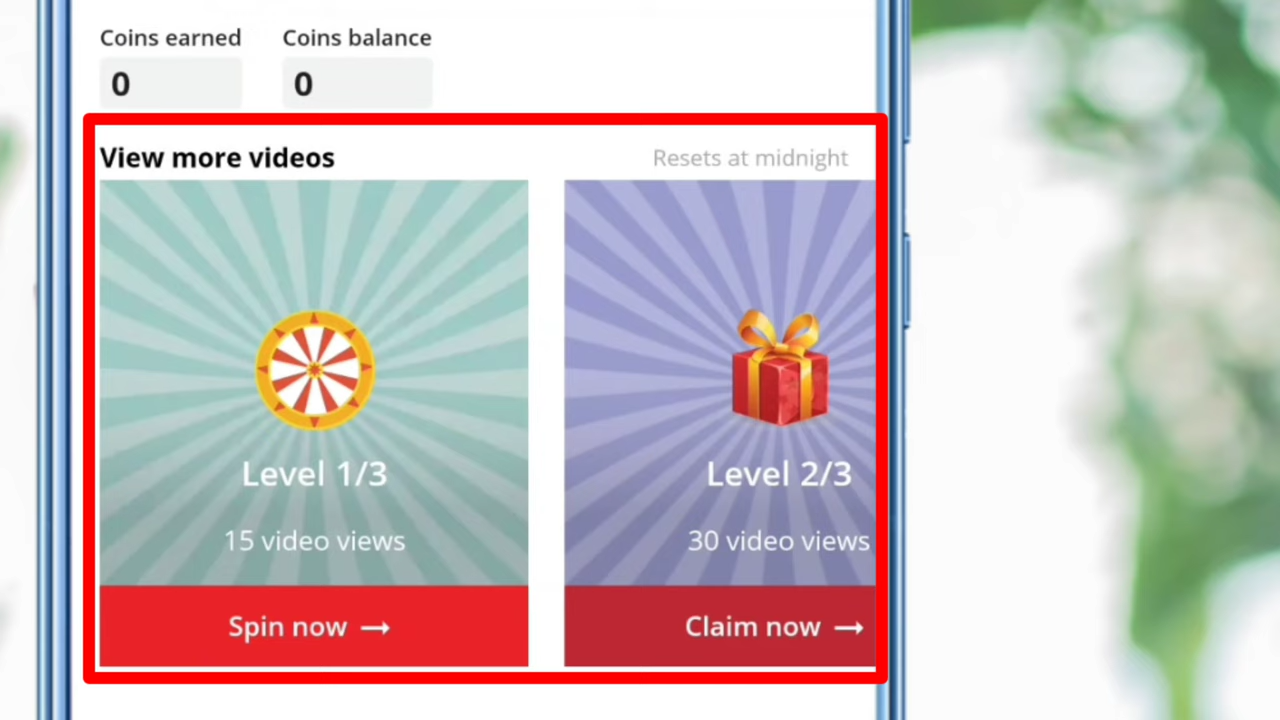 Coins earned Coins balance
0 0
View more videos Resets at midnight
Level 1/3 Level 2/3
15 video views 30 video views
Spin now → Claim now →